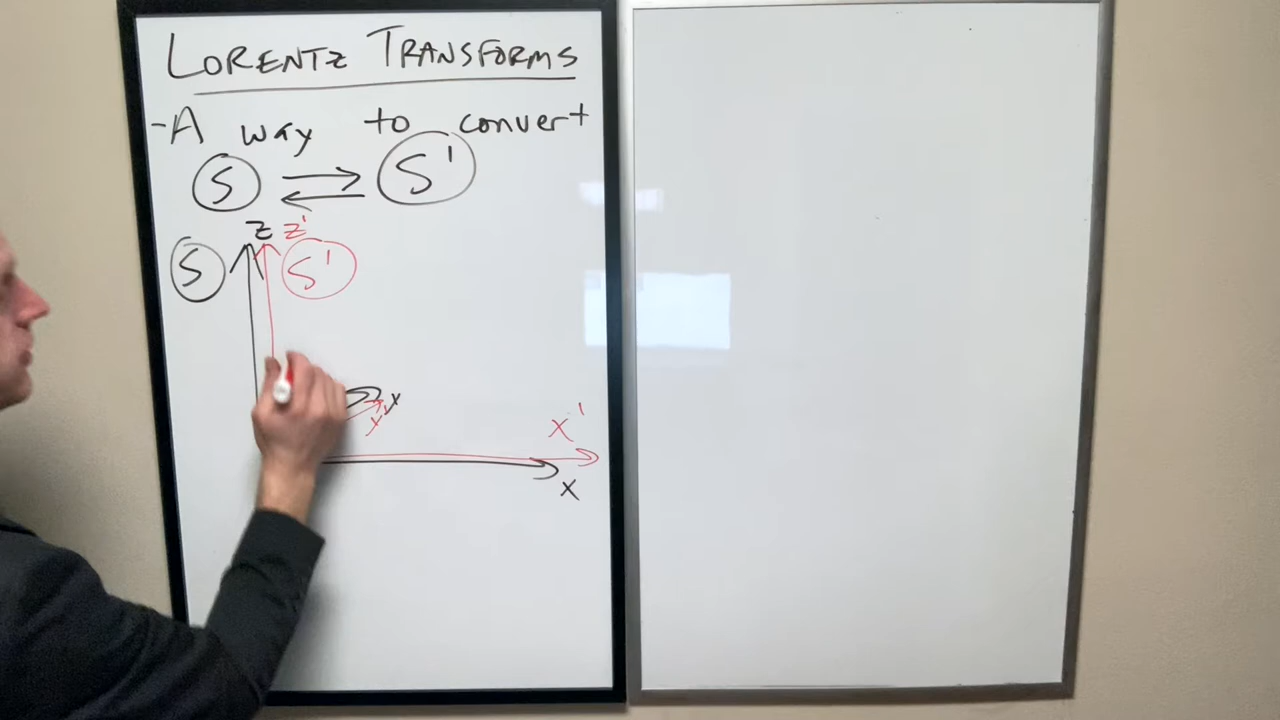 LORENTZ TRANSFORMS
-A way to convert
S ⇌ S'
z z'
S S'
y
y'
x'
x